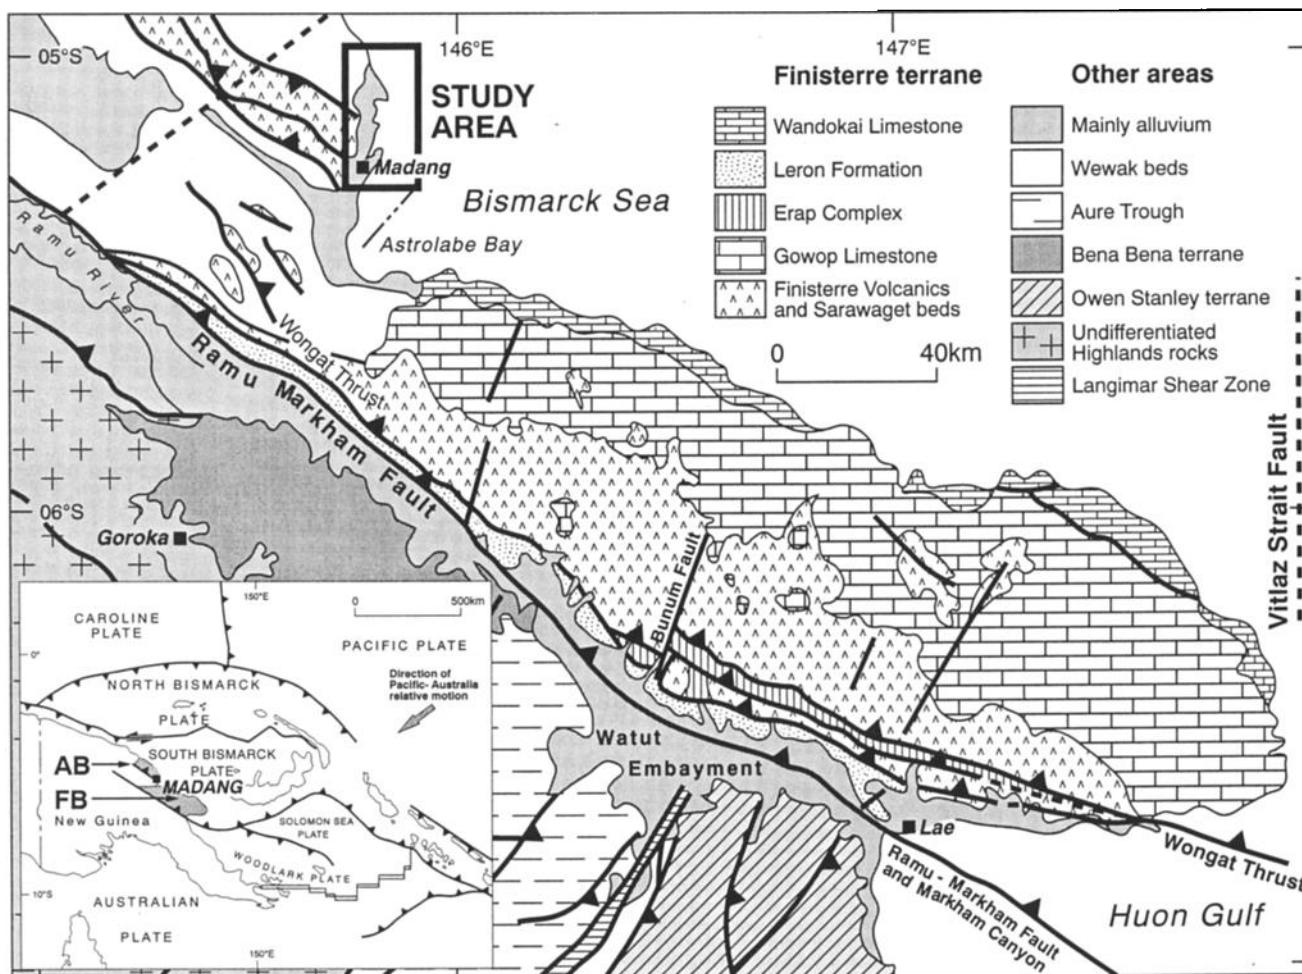 05°S
146°E
147°E
STUDY
AREA
Madang
Bismarck Sea
Astrolabe Bay
Finisterre terrane
Wandokai Limestone
Leron Formation
Erap Complex
Gowop Limestone
Finisterre Volcanics
and Sarawaget beds
0
40km
Other areas
Mainly alluvium
Wewak beds
Aure Trough
Bena Bena terrane
Owen Stanley terrane
Undifferentiated
Highlands rocks
Langimar Shear Zone
Vitlaz Strait Fault
Ramu River
Wongat Thrust
Ramu Markham Fault
06°S
Goroka
Bunum Fault
Watut
Embayment
Lae
Wongat Thrust
Ramu - Markham Fault
and Markham Canyon
Huon Gulf
150°E
0
500km
CAROLINE
PLATE
PACIFIC PLATE
0°
NORTH BISMARCK
PLATE
Direction of
Pacific- Australia
relative motion
SOUTH BISMARCK
PLATE
AB
MADANG
FB
New Guinea
SOLOMON SEA
PLATE
WOODLARK PLATE
10°S
AUSTRALIAN
PLATE
150°E